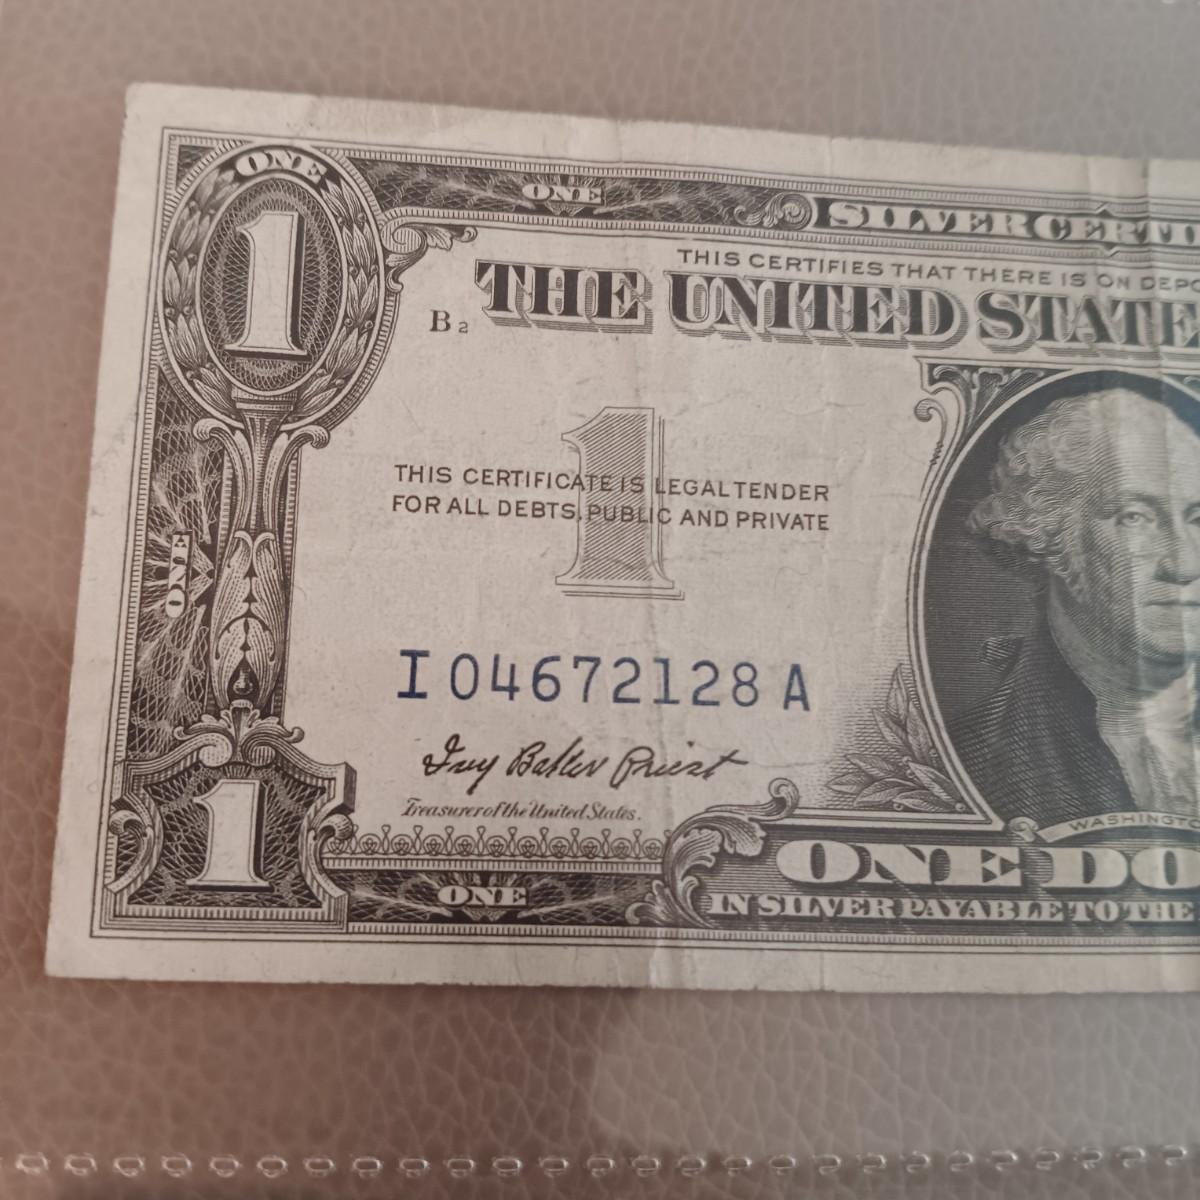 ONE
ONE
SILVER CERTI
THIS CERTIFIES THAT THERE IS ON DEPO
1
B 2
THE UNITED STATE
1
THIS CERTIFICATE IS LEGAL TENDER
FOR ALL DEBTS, PUBLIC AND PRIVATE
ONE
I 04672128 A
Ivy Baker Priest
Treasurer of the United States.
WASHINGTO
1
ONE DO
ONE
IN SILVER PAYABLE TO THE